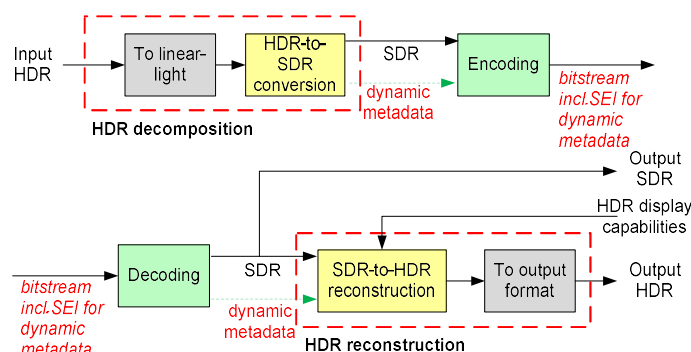 Input
HDR
To linear–
light
HDR-to-
SDR
conversion
SDR
dynamic
metadata
Encoding
bitstream
incl.SEI for
dynamic
metadata
HDR decomposition
Output
SDR
HDR display
capabilities
Decoding
SDR
dynamic
metadata
SDR-to-HDR
reconstruction
To output
format
Output
HDR
bitstream
incl.SEI for
dynamic
metadata
HDR reconstruction